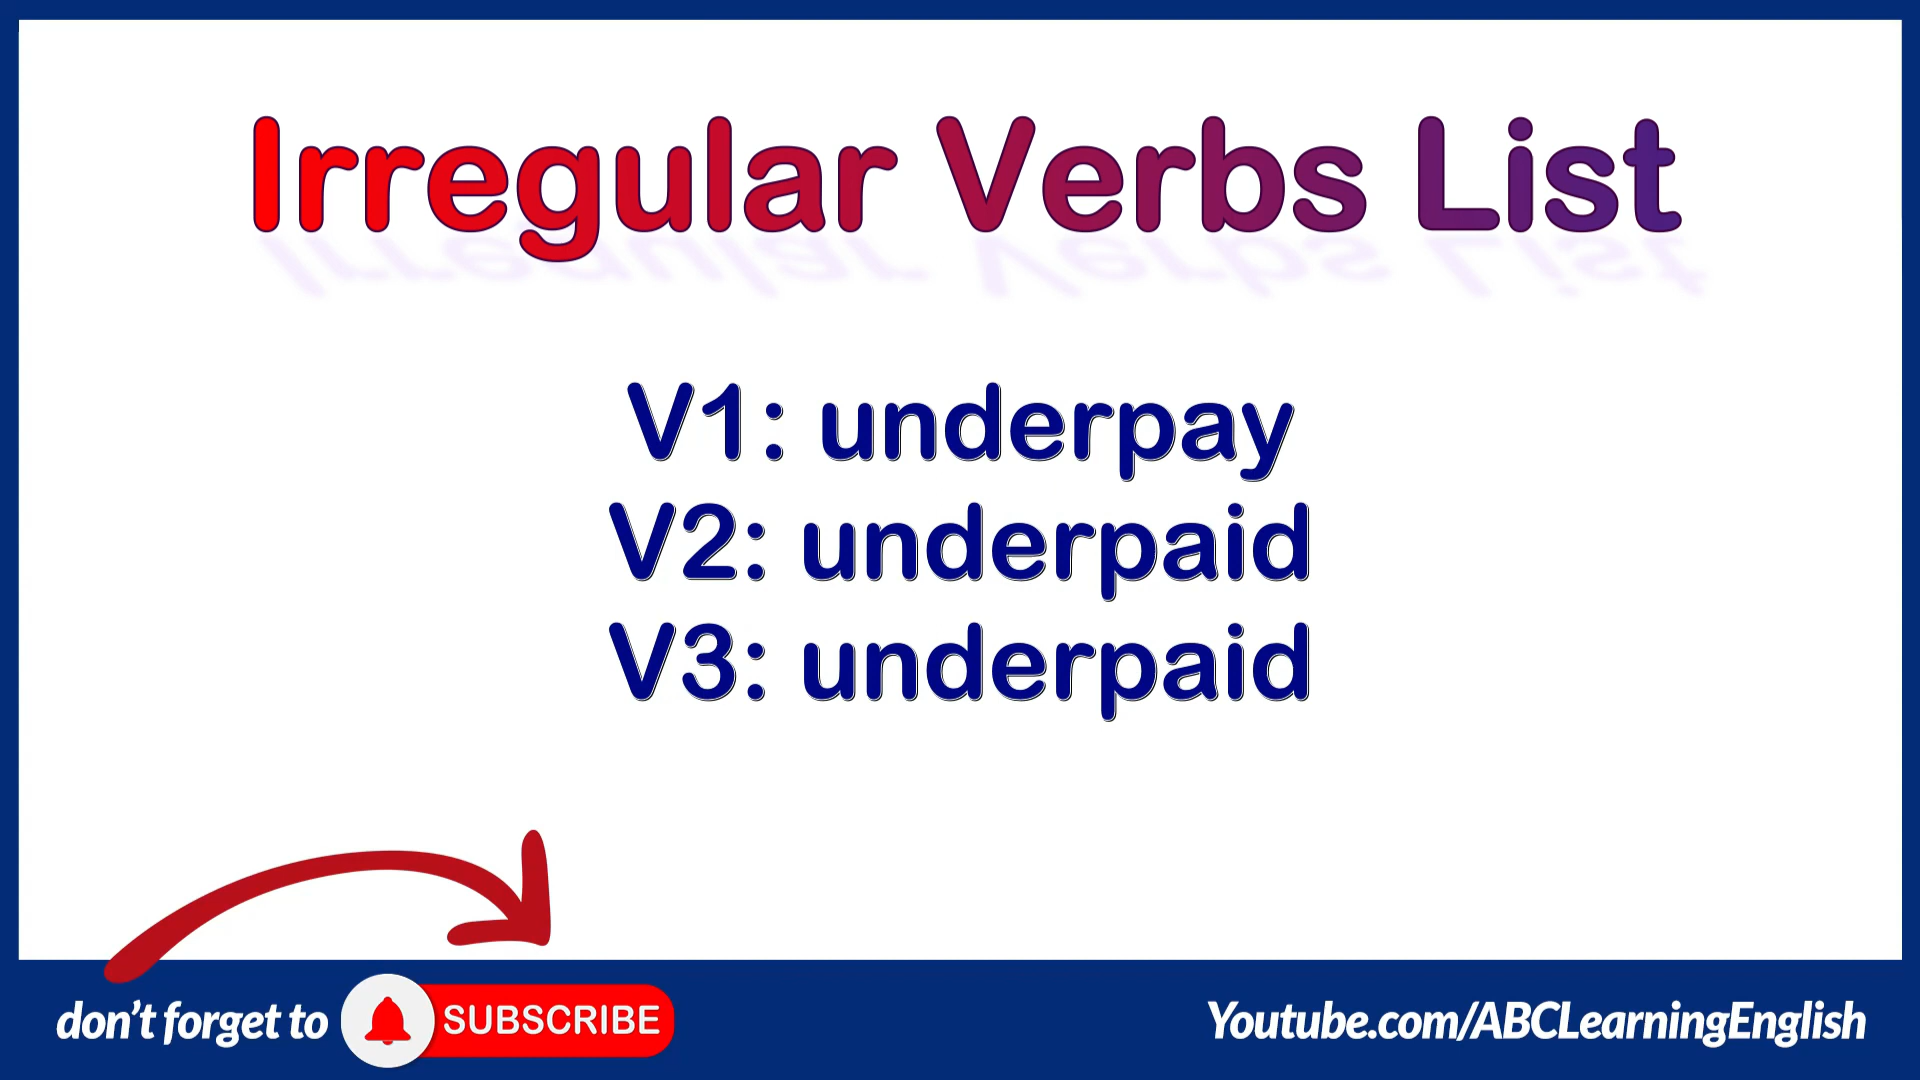 Irregular Verbs List
V1: underpay
V2: underpaid
V3: underpaid
don't forget to SUBSCRIBE
Youtube.com/ABCLearningEnglish